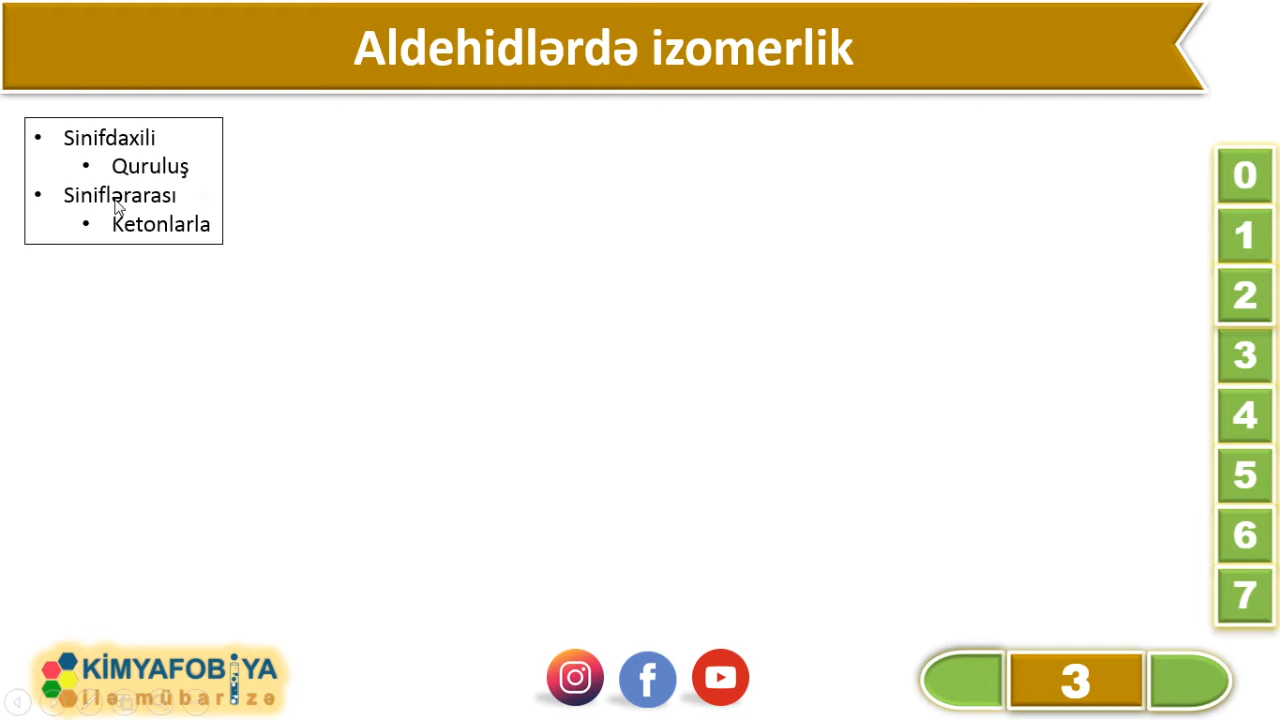 Aldehidlərdə izomerlik
• Sinifdaxili
• Quruluş
• Siniflərarası
• Ketonlarla
0
1
2
3
4
5
6
7
KİMYAFOBİYA
ilə mübarizə
3